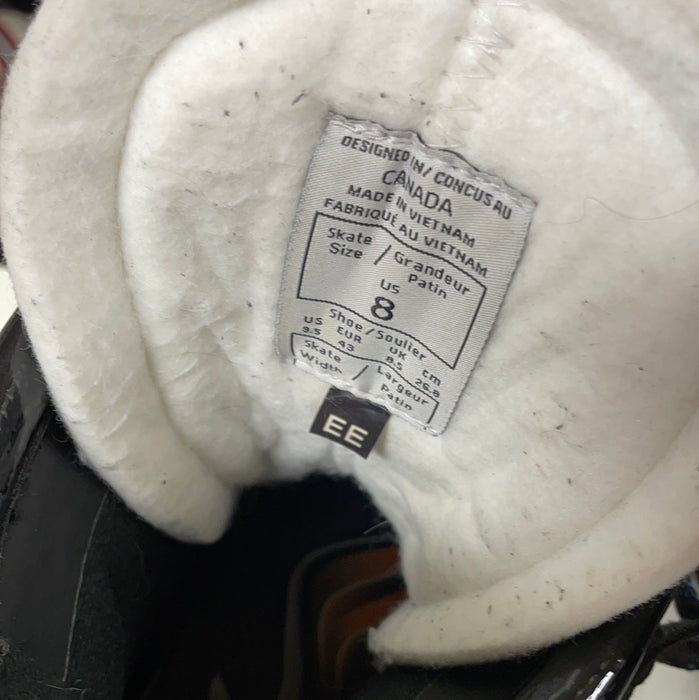 DESIGNED IN/ CONCUS AU
CANADA
MADE IN VIETNAM
FABRIQUÉ AU VIETNAM
Skate / Grandeur
Size Patin
US
8
Shoe/Soulier
US EUR UK cm
9.5 43 8.5 26.8
Skate / Largeur
Width Patin
EE